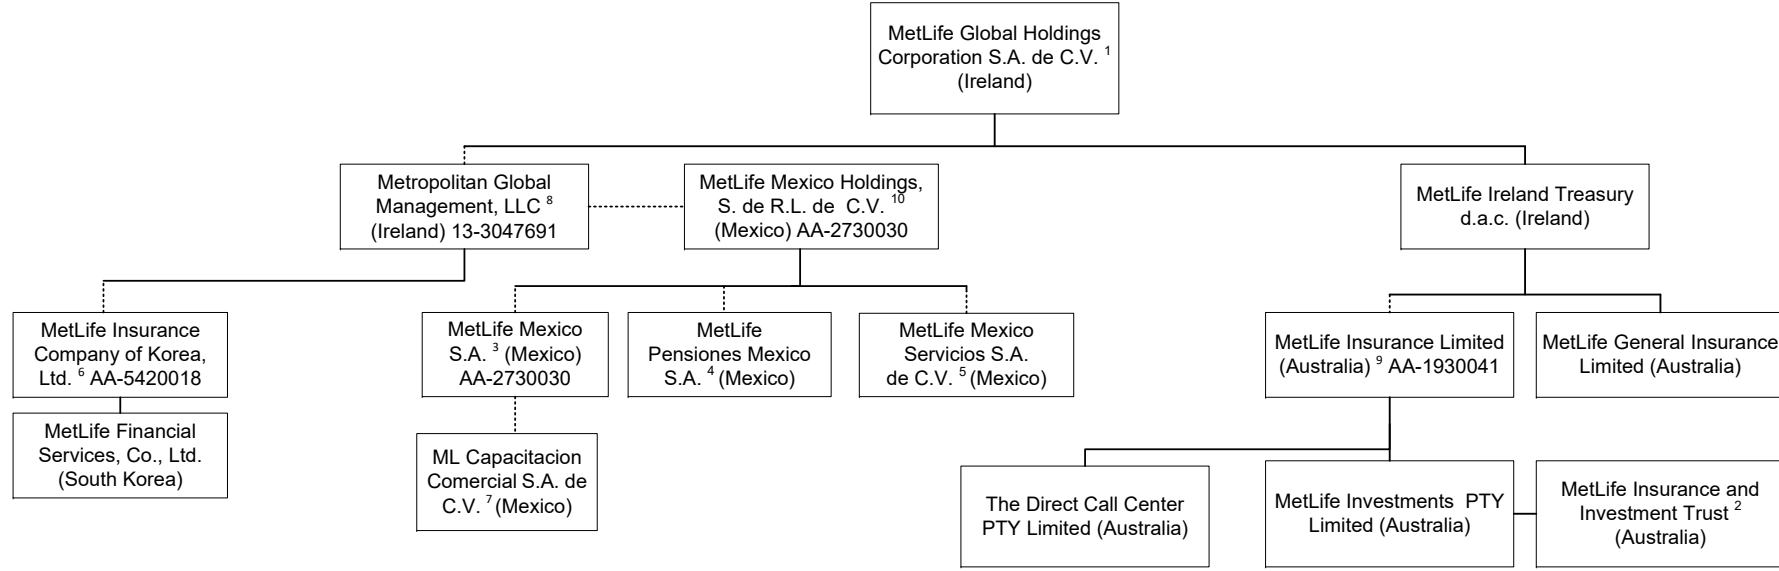 MetLife Global Holdings
Corporation S.A. de C.V. 1
(Ireland)
Metropolitan Global
Management, LLC 8
(Ireland) 13-3047691
MetLife Mexico Holdings,
S. de R.L. de C.V. 10
(Mexico) AA-2730030
MetLife Ireland Treasury
d.a.c. (Ireland)
MetLife Insurance
Company of Korea,
Ltd. 6 AA-5420018
MetLife Mexico
S.A. 3 (Mexico)
AA-2730030
MetLife
Pensiones Mexico
S.A. 4 (Mexico)
MetLife Mexico
Servicios S.A.
de C.V. 5 (Mexico)
MetLife Insurance Limited
(Australia) 9 AA-1930041
MetLife General Insurance
Limited (Australia)
MetLife Financial
Services, Co., Ltd.
(South Korea)
ML Capacitacion
Comercial S.A. de
C.V. 7 (Mexico)
The Direct Call Center
PTY Limited (Australia)
MetLife Investments PTY
Limited (Australia)
MetLife Insurance and
Investment Trust 2
(Australia)